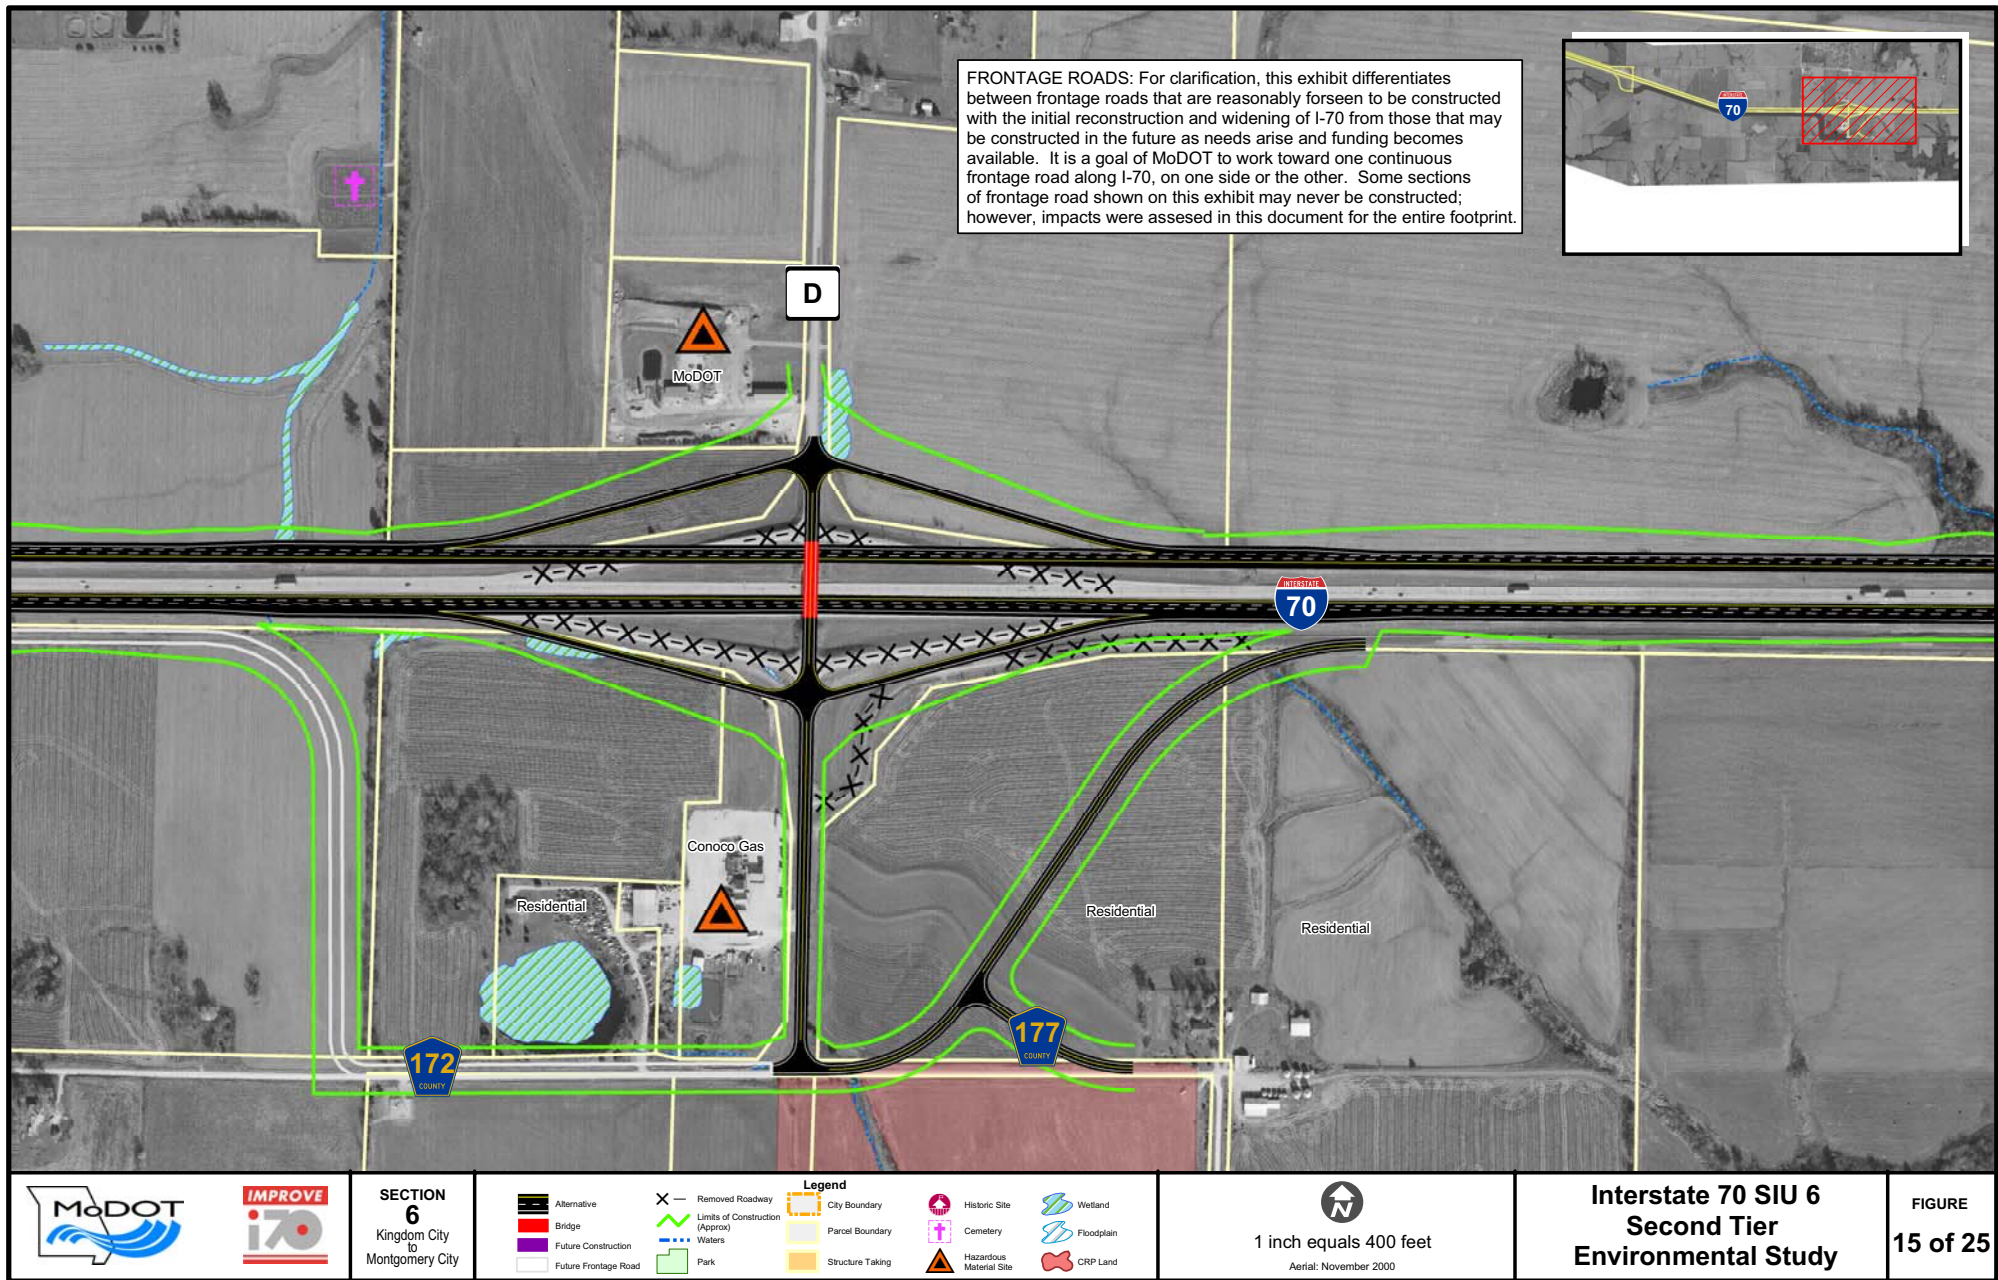 FRONTAGE ROADS: For clarification, this exhibit differentiates
between frontage roads that are reasonably forseen to be constructed
with the initial reconstruction and widening of I-70 from those that may
be constructed in the future as needs arise and funding becomes
available. It is a goal of MoDOT to work toward one continuous
frontage road along I-70, on one side or the other. Some sections
of frontage road shown on this exhibit may never be constructed;
however, impacts were assesed in this document for the entire footprint.
INTERSTATE
70
D
MoDOT
INTERSTATE
70
Conoco Gas
Residential
Residential
Residential
172
COUNTY
177
COUNTY
MoDOT
IMPROVE
i70
SECTION
6
Kingdom City
to
Montgomery City
Legend
Alternative
Bridge
Future Construction
Future Frontage Road
Removed Roadway
Limits of Construction
(Approx)
Waters
Park
City Boundary
Parcel Boundary
Structure Taking
Historic Site
Cemetery
Hazardous
Material Site
Wetland
Floodplain
CRP Land
N
1 inch equals 400 feet
Aerial: November 2000
Interstate 70 SIU 6
Second Tier
Environmental Study
FIGURE
15 of 25